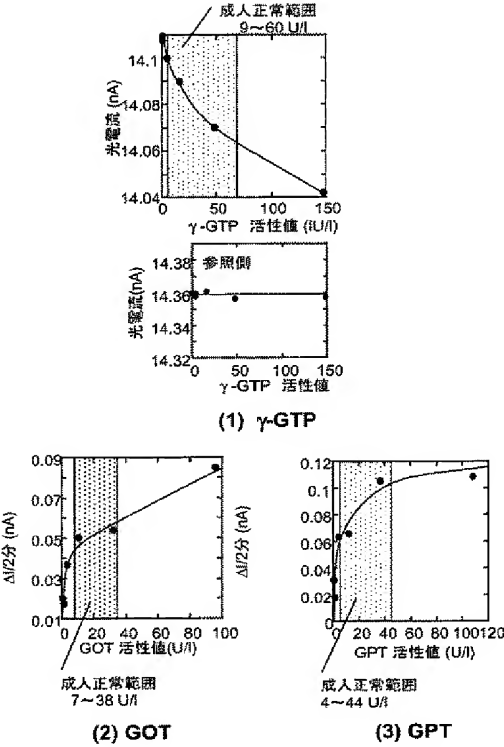 成人正常範囲
9～60 U/l
14.1
14.08
14.06
14.04
光電流 (nA)
0 50 100 150
γ-GTP 活性値 (IU/l)
14.38
14.36
14.34
14.32
参照側
光電流(nA)
0 50 100 150
γ-GTP 活性値
(1) γ-GTP
0.09
0.07
0.05
0.03
0.01
ΔI/2分 (nA)
0 20 40 60 80 100
GOT 活性値(U/l)
成人正常範囲
7～38 U/l
(2) GOT
0.12
0.1
0.08
0.06
0.04
0.02
0
ΔI/2分 (nA)
0 20 40 60 80 100 120
GPT 活性値 (U/l)
成人正常範囲
4～44 U/l
(3) GPT